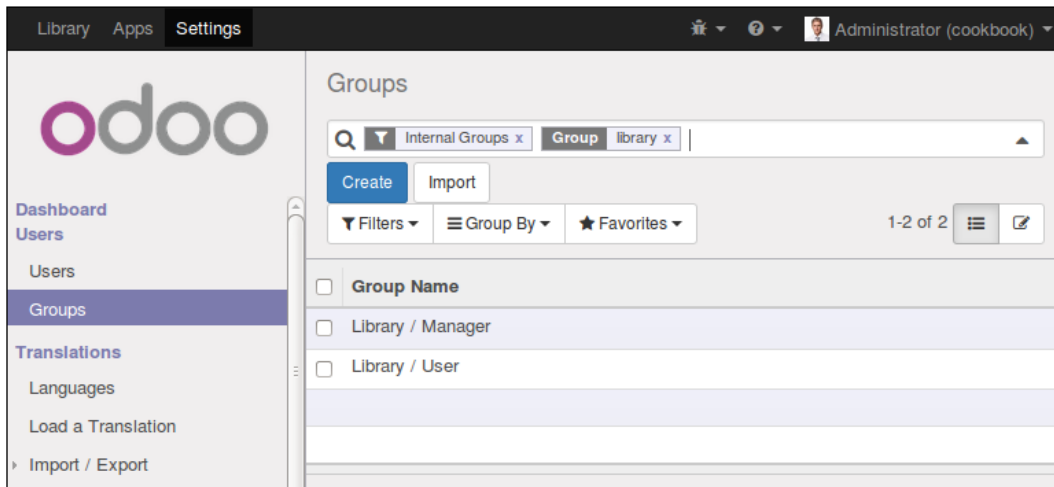 Library Apps Settings Administrator (cookbook)
odoo
Dashboard
Users
Users
Groups
Translations
Languages
Load a Translation
Import / Export
Groups
Internal Groups x Group library x
Create Import
Filters Group By Favorites 1-2 of 2
Group Name
Library / Manager
Library / User